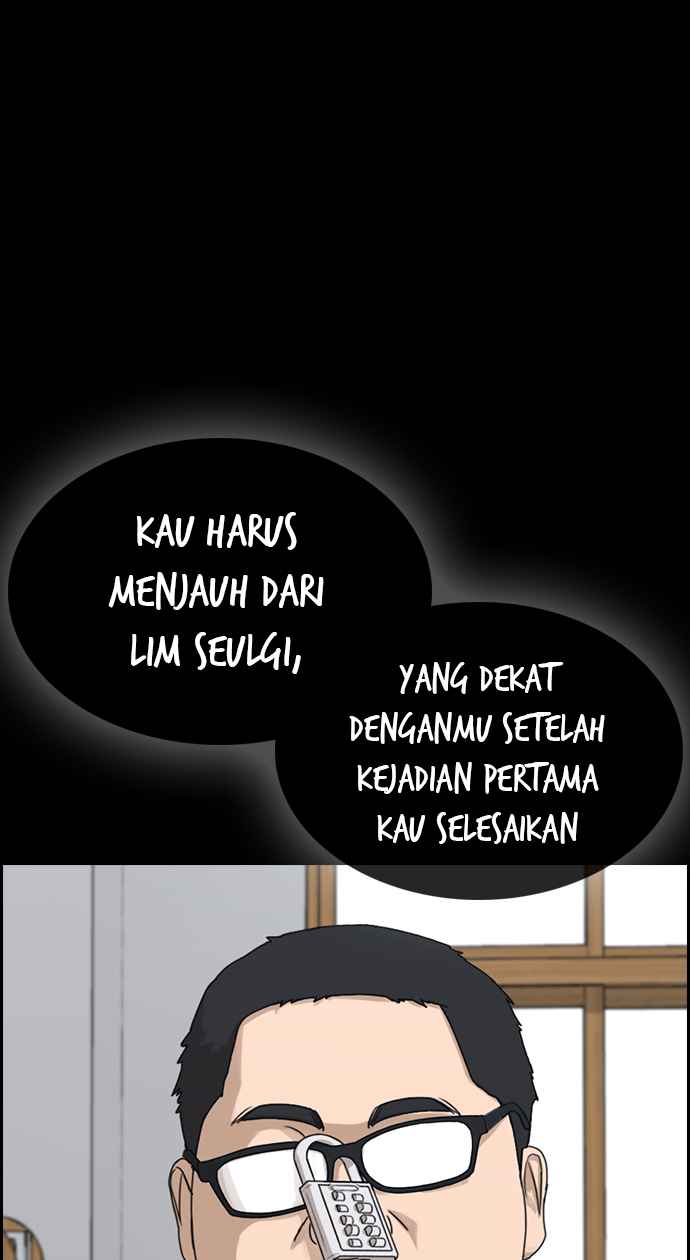 KAU HARUS
MENJAUH DARI
LIM SEULGI,
YANG DEKAT
DENGANMU SETELAH
KEJADIAN PERTAMA
KAU SELESAIKAN